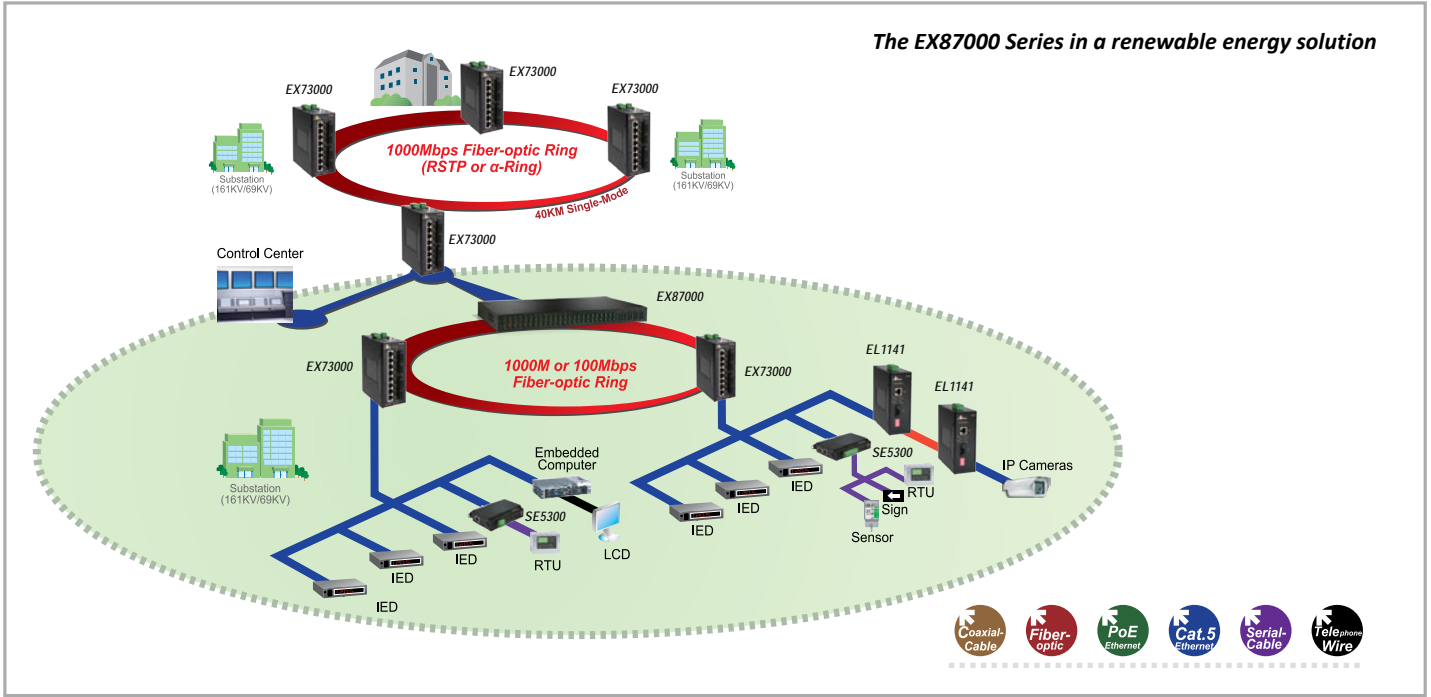 The EX87000 Series in a renewable energy solution
EX73000
EX73000
EX73000
1000Mbps Fiber-optic Ring
(RSTP or α-Ring)
Substation
(161KV/69KV)
Substation
(161KV/69KV)
40KM Single-Mode
EX73000
Control Center
EX87000
EX73000
1000M or 100Mbps
Fiber-optic Ring
EX73000
EL1141
EL1141
Substation
(161KV/69KV)
Embedded
Computer
SE5300
LCD
RTU
IED
IED
IED
IED
IED
IED
SE5300
RTU
Sign
Sensor
IP Cameras
Coaxial-
Cable
Fiber-
optic
PoE
Ethernet
Cat.5
Ethernet
Serial-
Cable
Telephone
Wire